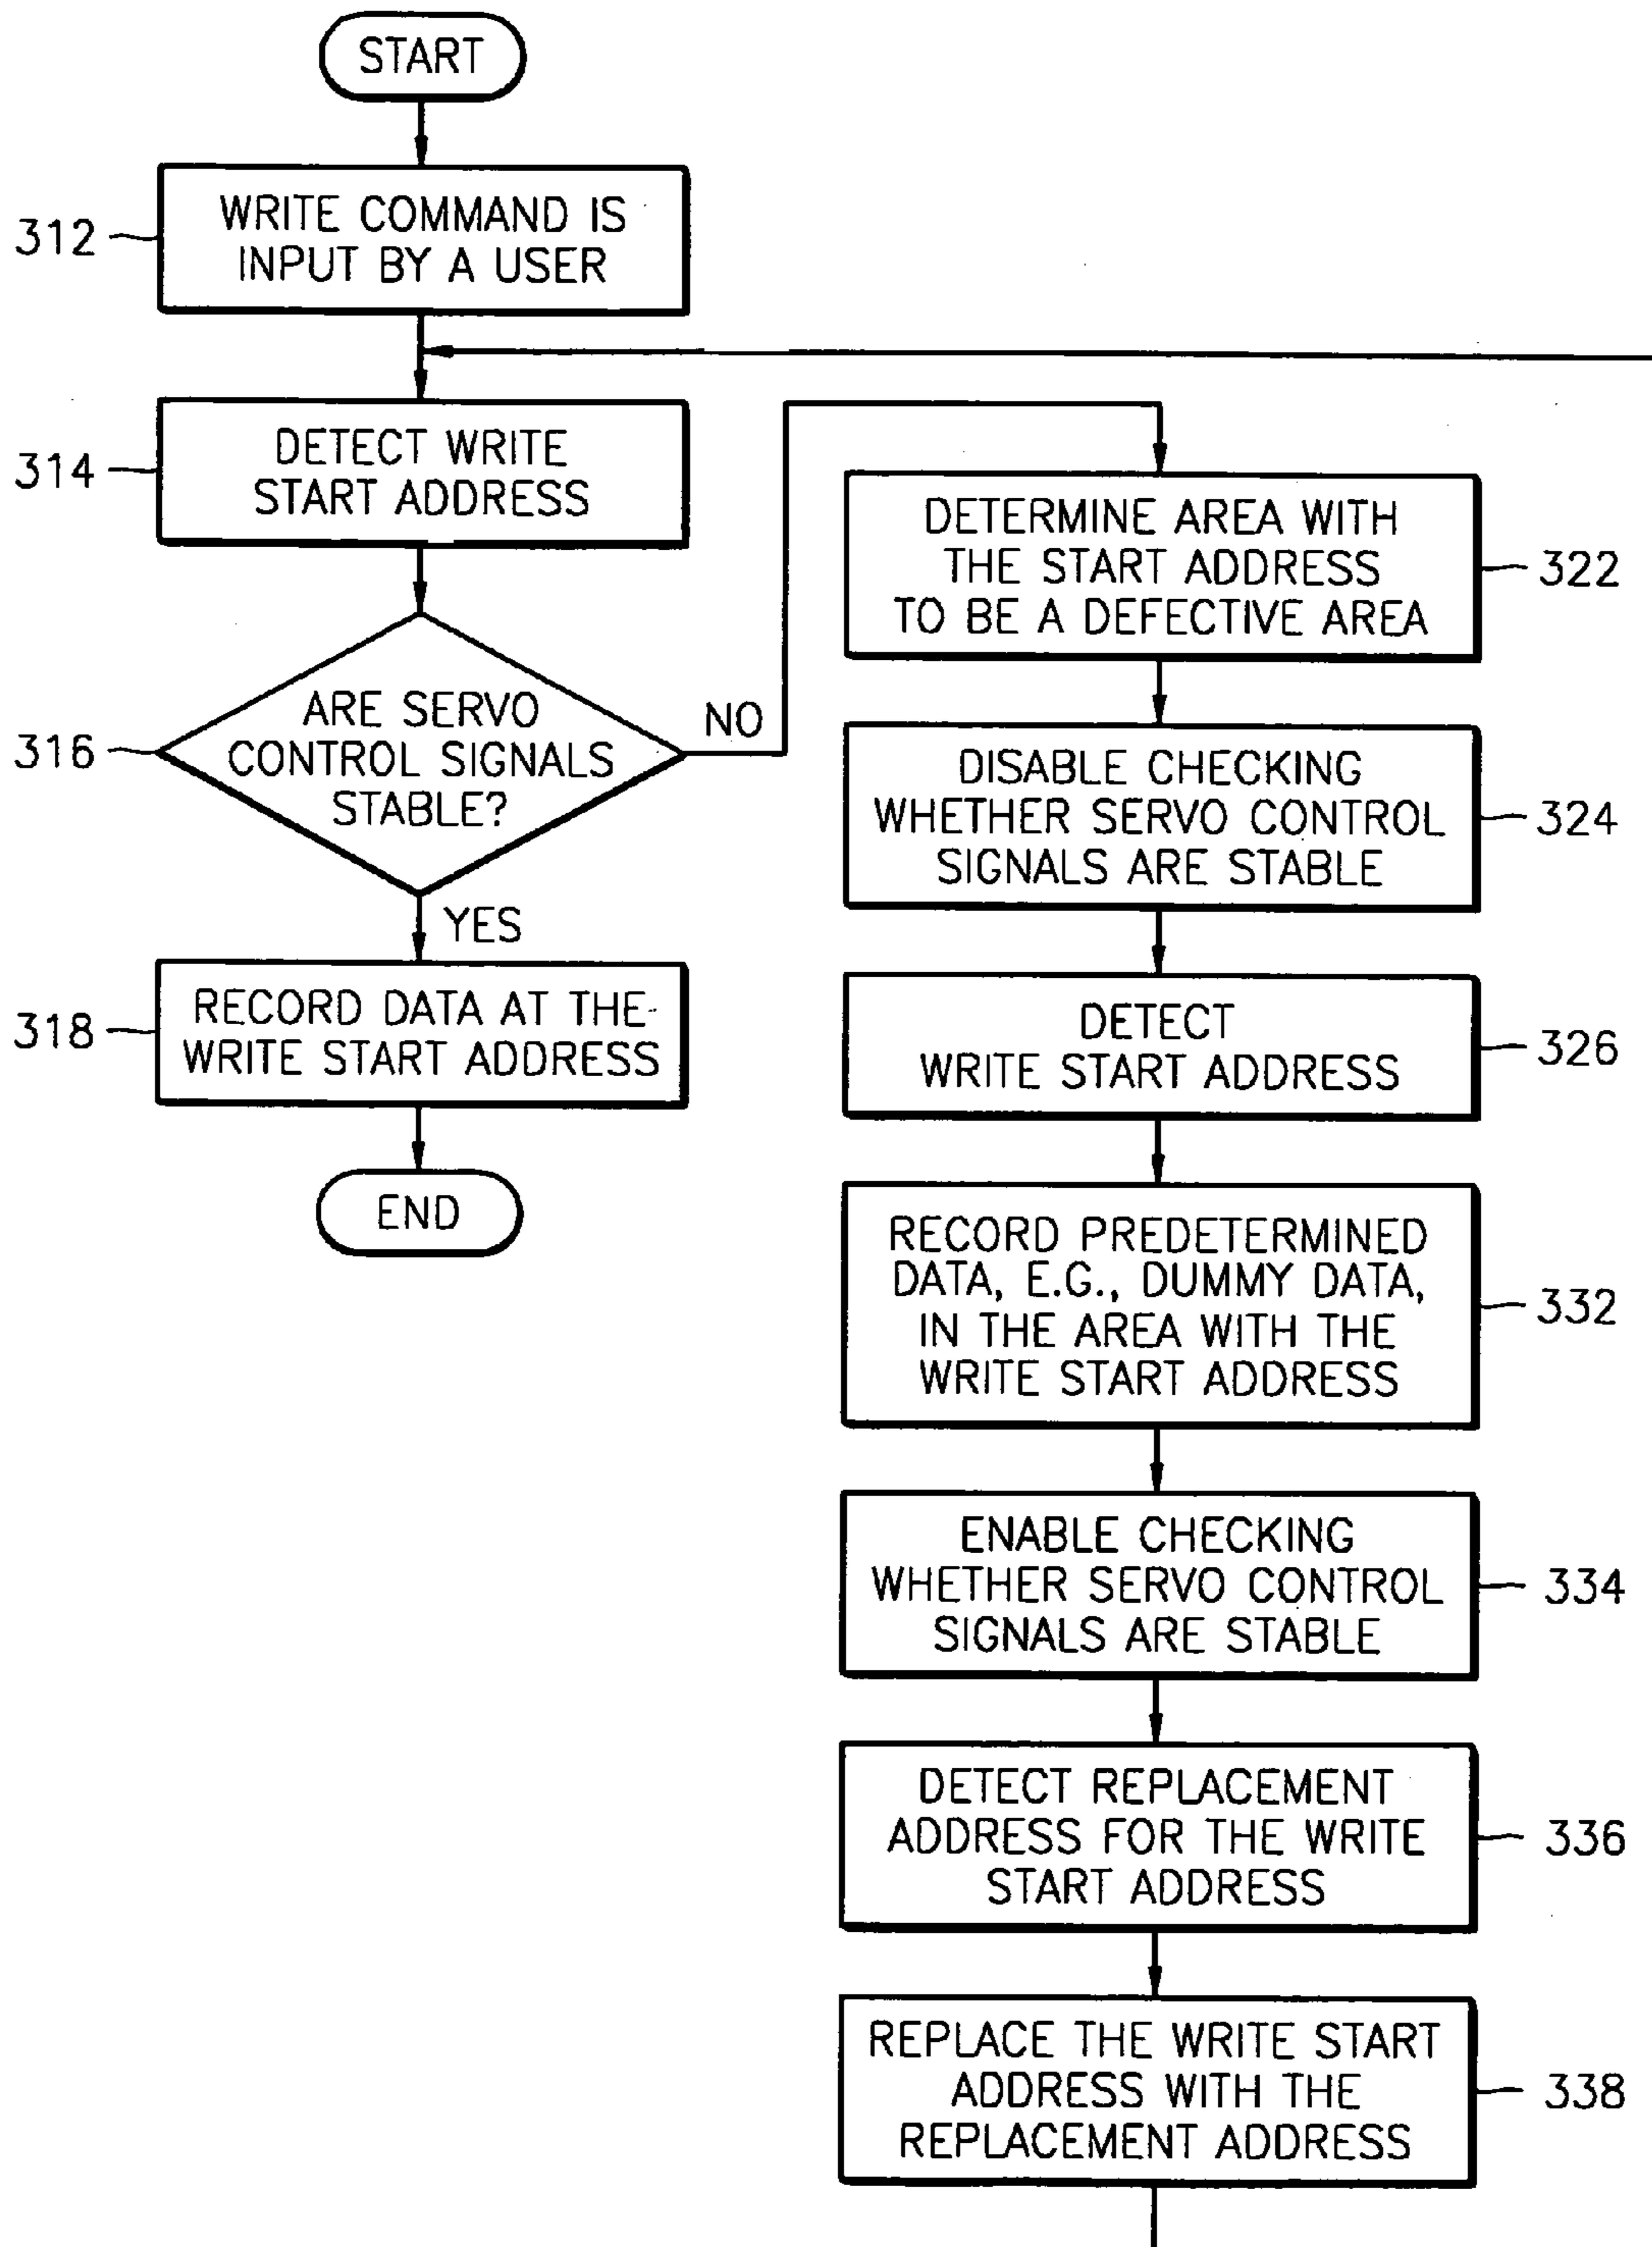 START
312
WRITE COMMAND IS
INPUT BY A USER
314
DETECT WRITE
START ADDRESS
316
ARE SERVO
CONTROL SIGNALS
STABLE?
NO
YES
318
RECORD DATA AT THE
WRITE START ADDRESS
END
DETERMINE AREA WITH
THE START ADDRESS
TO BE A DEFECTIVE AREA
322
DISABLE CHECKING
WHETHER SERVO CONTROL
SIGNALS ARE STABLE
324
DETECT
WRITE START ADDRESS
326
RECORD PREDETERMINED
DATA, E.G., DUMMY DATA,
IN THE AREA WITH THE
WRITE START ADDRESS
332
ENABLE CHECKING
WHETHER SERVO CONTROL
SIGNALS ARE STABLE
334
DETECT REPLACEMENT
ADDRESS FOR THE WRITE
START ADDRESS
336
REPLACE THE WRITE START
ADDRESS WITH THE
REPLACEMENT ADDRESS
338